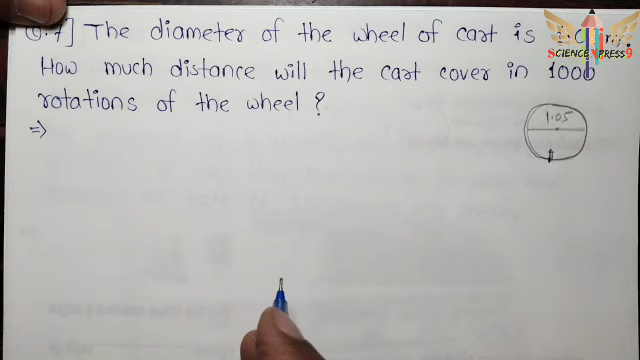 Q.7] The diameter of the wheel of cart is
How much distance will the cart cover in 1000
rotations of the wheel ?
⇒
1.05
SCIENCE XPRESS9